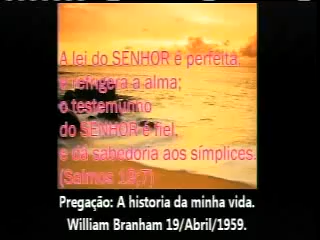 A lei do SENHOR é perfeita,
e refrigera a alma;
o testemunho
do SENHOR é fiel,
e dá sabedoria aos símplices.
(Salmos 19:7)
Pregação: A historia da minha vida.
William Branham 19/Abril/1959.